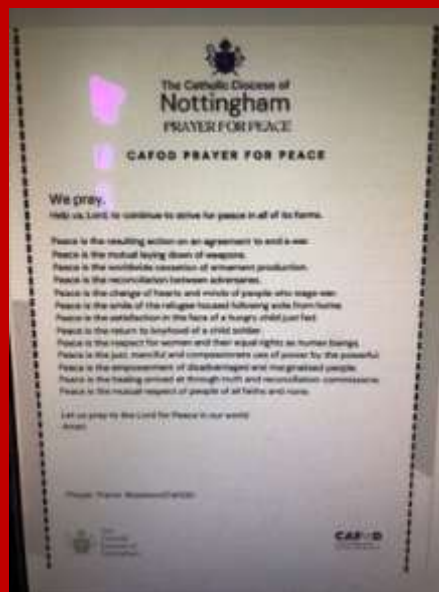 The Catholic Diocese of
Nottingham
PRAYER FOR PEACE
CAFOD PRAYER FOR PEACE
We pray.
Help us, Lord, to continue to strive for peace in all of its forms.
Peace is the resulting action on an agreement to end a war.
Peace is the mutual laying down of weapons.
Peace is the worldwide cessation of armament production.
Peace is the reconciliation between adversaries.
Peace is the change of hearts and minds of people who wage war.
Peace is the smile of the refugee housed following exile from home.
Peace is the satisfaction in the face of a hungry child just fed.
Peace is the return to boyhood of a child soldier.
Peace is the respect for women and their equal rights as human beings.
Peace is the just, merciful and compassionate use of power by the powerful.
Peace is the empowerment of disadvantaged and marginalised people.
Peace is the healing arrived at through truth and reconciliation commissions.
Peace is the mutual respect of people of all faiths and none.
Let us pray to the Lord for Peace in our world
Amen
The
Catholic
Diocese of
Nottingham
CAFOD